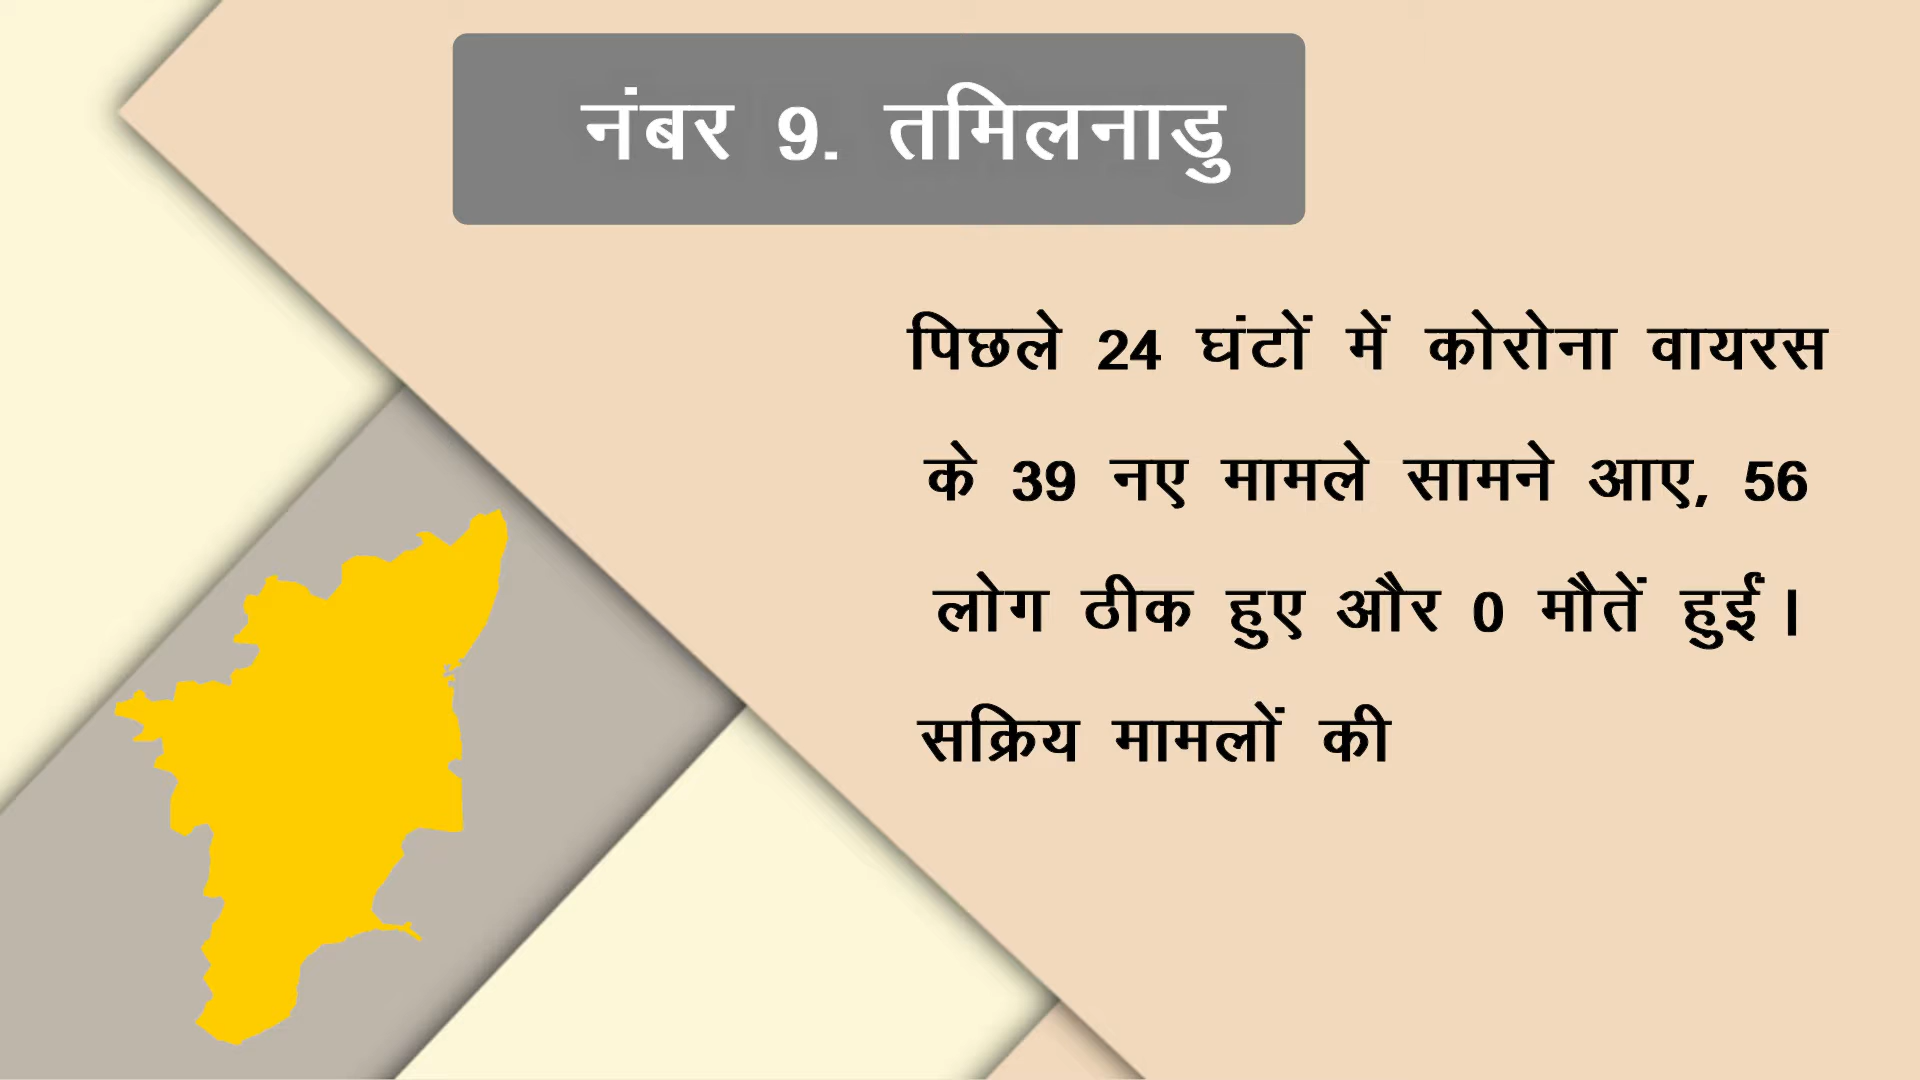 नंबर 9. तमिलनाडु
पिछले 24 घंटों में कोरोना वायरस
के 39 नए मामले सामने आए, 56
लोग ठीक हुए और 0 मौतें हुईं।
सक्रिय मामलों की